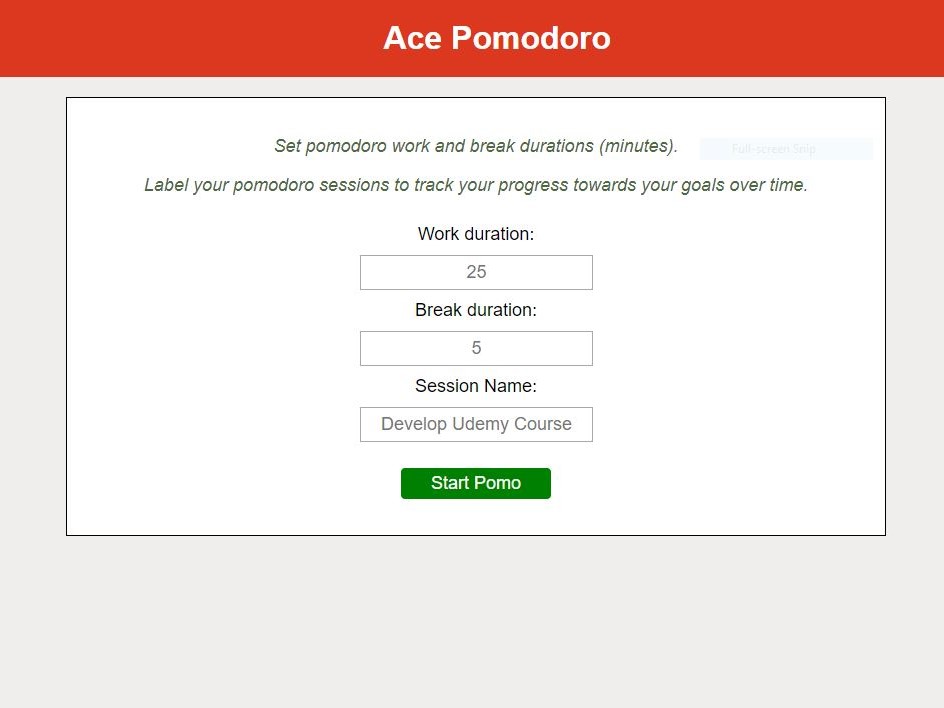 Ace Pomodoro
Set pomodoro work and break durations (minutes).
Full-screen Snip
Label your pomodoro sessions to track your progress towards your goals over time.
Work duration:
25
Break duration:
5
Session Name:
Develop Udemy Course
Start Pomo